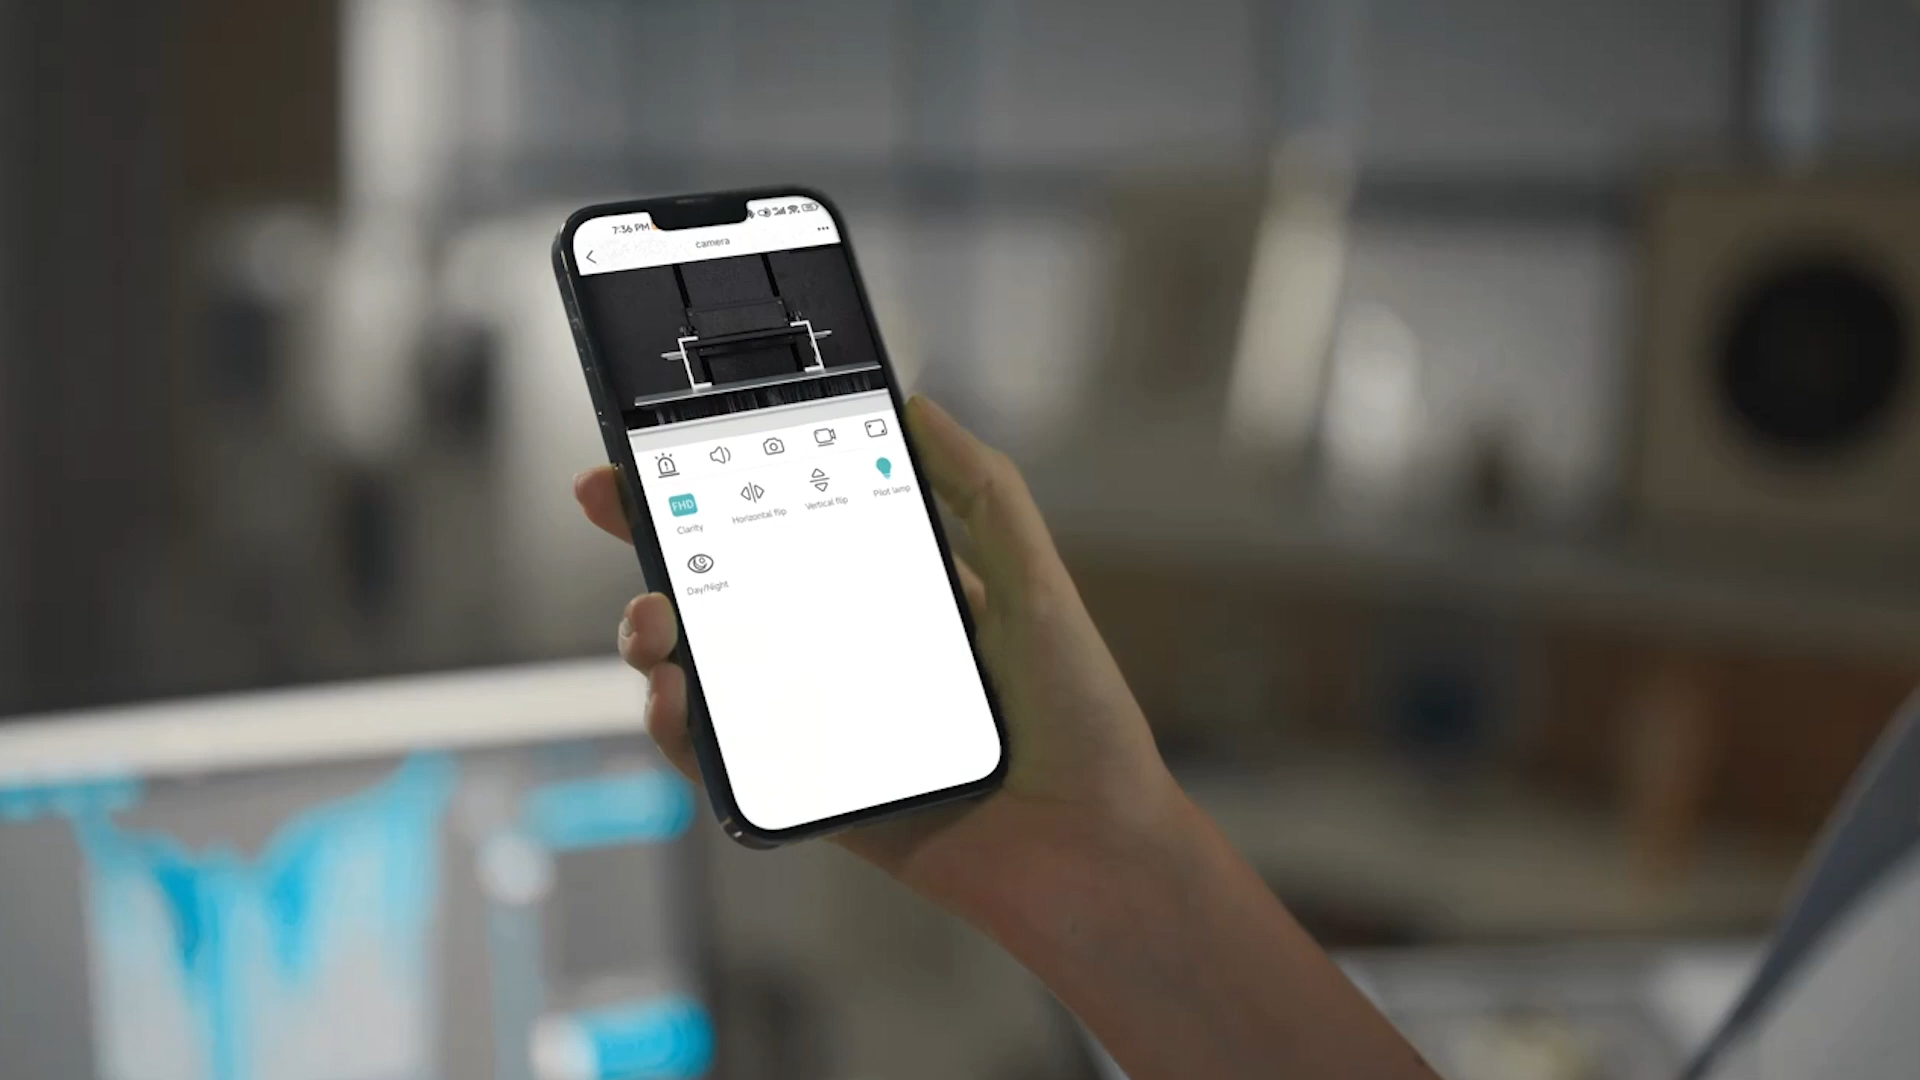 7:36 PM
camera
FHD
Clarity
Horizontal flip
Vertical flip
Pilot lamp
Day/Night